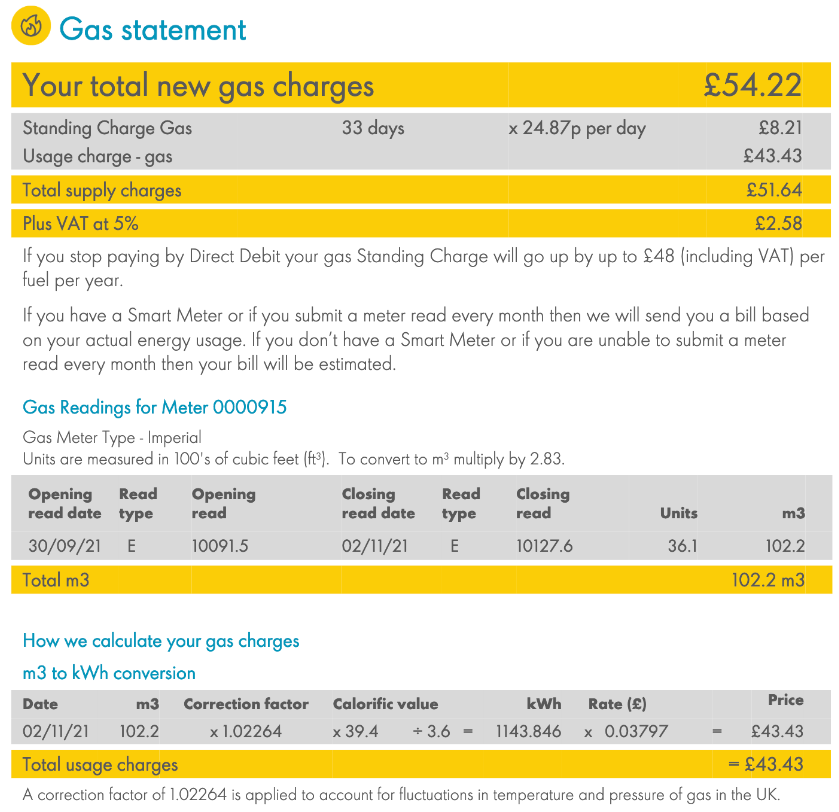 Gas statement
Your total new gas charges £54.22
Standing Charge Gas 33 days x 24.87p per day £8.21
Usage charge - gas £43.43
Total supply charges £51.64
Plus VAT at 5% £2.58
If you stop paying by Direct Debit your gas Standing Charge will go up by up to £48 (including VAT) per
fuel per year.
If you have a Smart Meter or if you submit a meter read every month then we will send you a bill based
on your actual energy usage. If you don't have a Smart Meter or if you are unable to submit a meter
read every month then your bill will be estimated.
Gas Readings for Meter 0000915
Gas Meter Type - Imperial
Units are measured in 100's of cubic feet (ft³). To convert to m³ multiply by 2.83.
Opening Read Opening Closing Read Closing
read date type read read date type read Units m3
30/09/21 E 10091.5 02/11/21 E 10127.6 36.1 102.2
Total m3 102.2 m3
How we calculate your gas charges
m3 to kWh conversion
Date m3 Correction factor Calorific value kWh Rate (£) Price
02/11/21 102.2 x 1.02264 x 39.4 ÷ 3.6 = 1143.846 x 0.03797 = £43.43
Total usage charges = £43.43
A correction factor of 1.02264 is applied to account for fluctuations in temperature and pressure of gas in the UK.